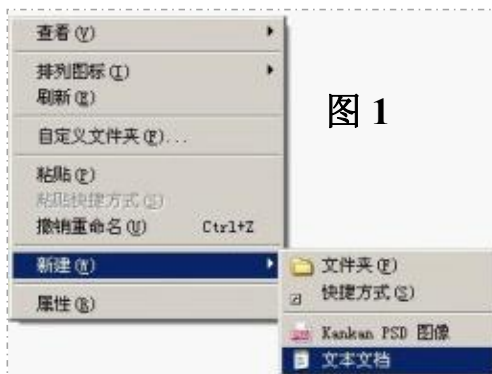 查看(V)
排列图标(I)
刷新(E)
图 1
自定义文件夹(F)...
粘贴(P)
粘贴快捷方式(S)
撤销重命名(U) Ctrl+Z
新建(W)
文件夹(F)
快捷方式(S)
属性(R)
Kankan PSD 图像
文本文档